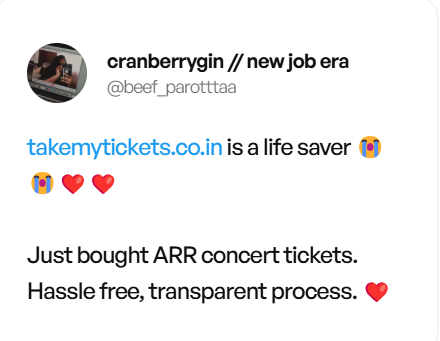 cranberrygin // new job era
@beef_parotttaa
takemytickets.co.in is a life saver 😭
😭 ❤️ ❤️
Just bought ARR concert tickets.
Hassle free, transparent process. ❤️